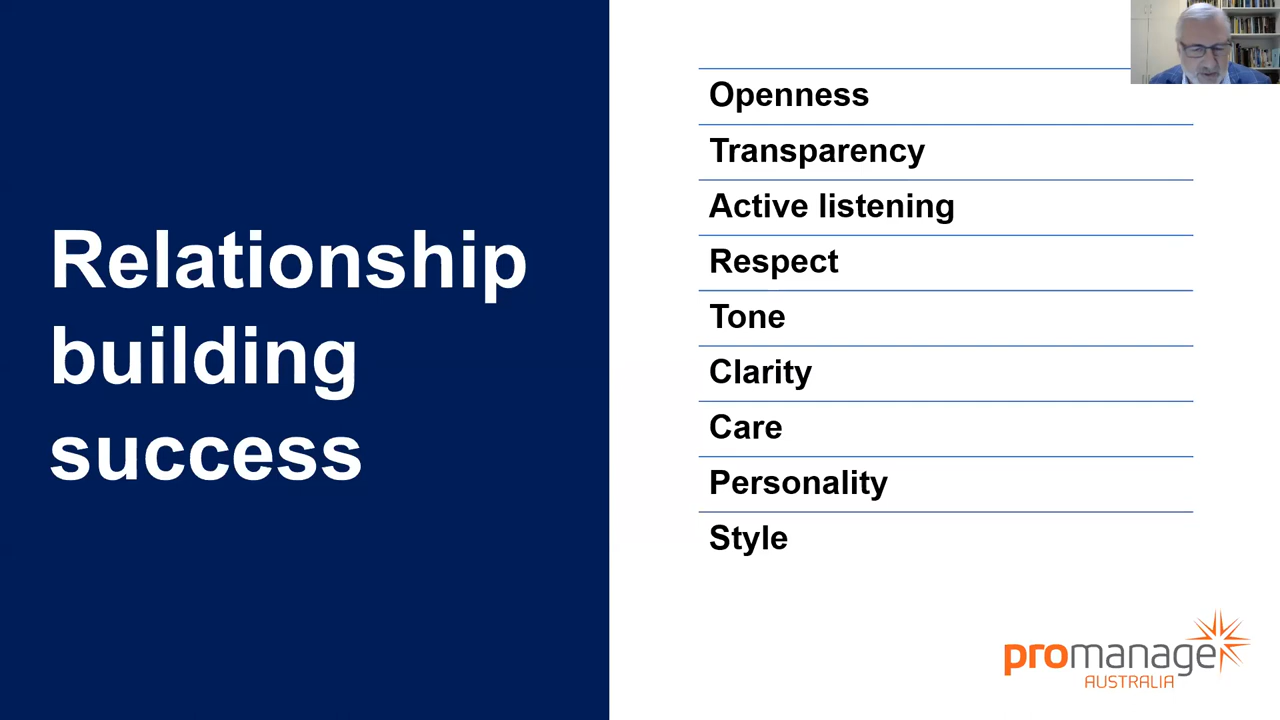 Relationship
building
success
Openness
Transparency
Active listening
Respect
Tone
Clarity
Care
Personality
Style
promanage
AUSTRALIA